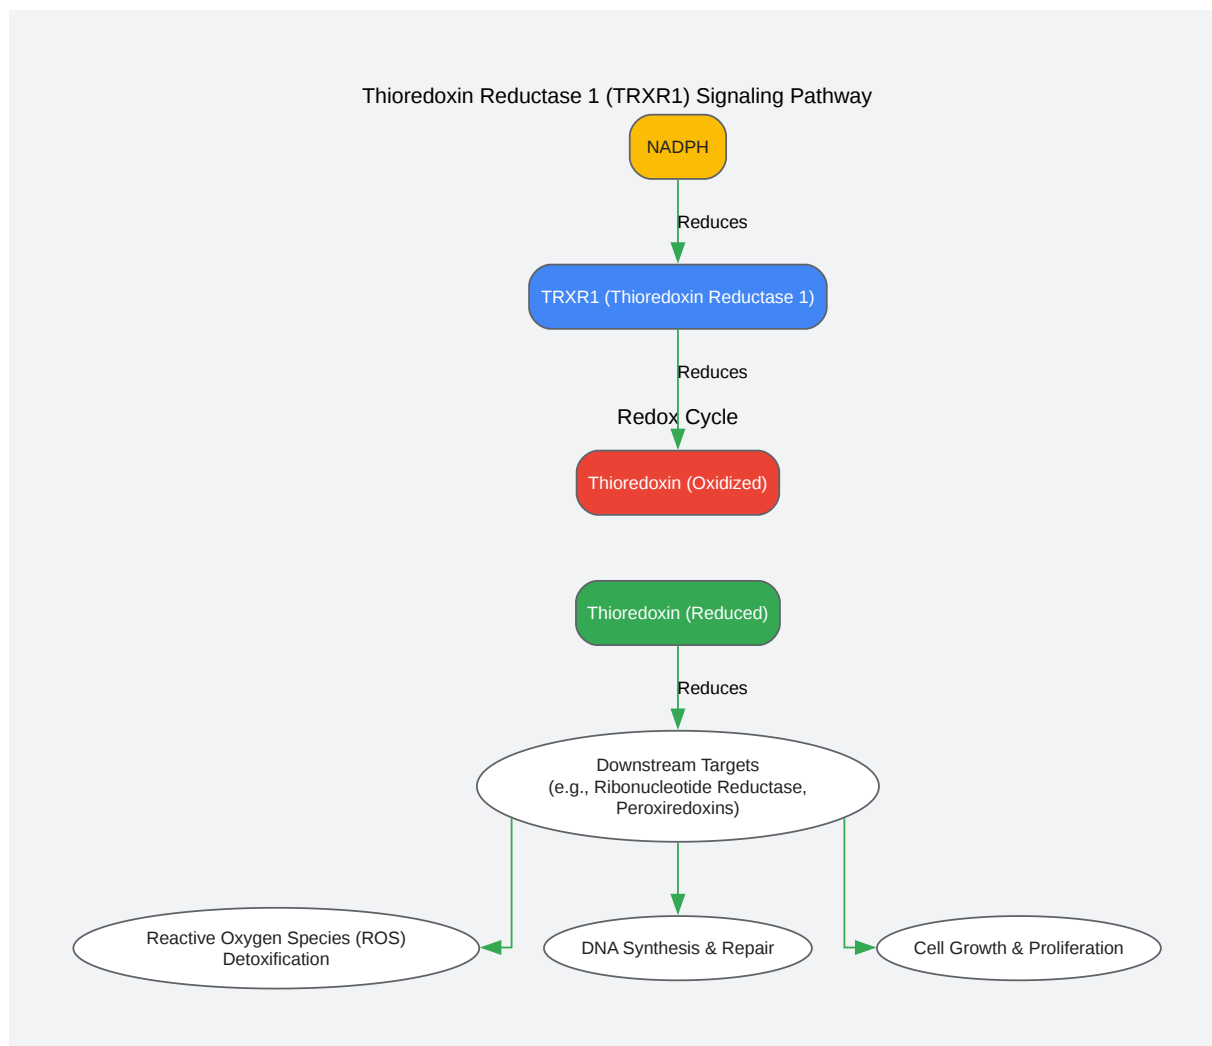 Thioredoxin Reductase 1 (TRXR1) Signaling Pathway
NADPH
Reduces
TRXR1 (Thioredoxin Reductase 1)
Reduces
Redox Cycle
Thioredoxin (Oxidized)
Thioredoxin (Reduced)
Reduces
Downstream Targets
(e.g., Ribonucleotide Reductase,
Peroxiredoxins)
Reactive Oxygen Species (ROS)
Detoxification
DNA Synthesis & Repair
Cell Growth & Proliferation